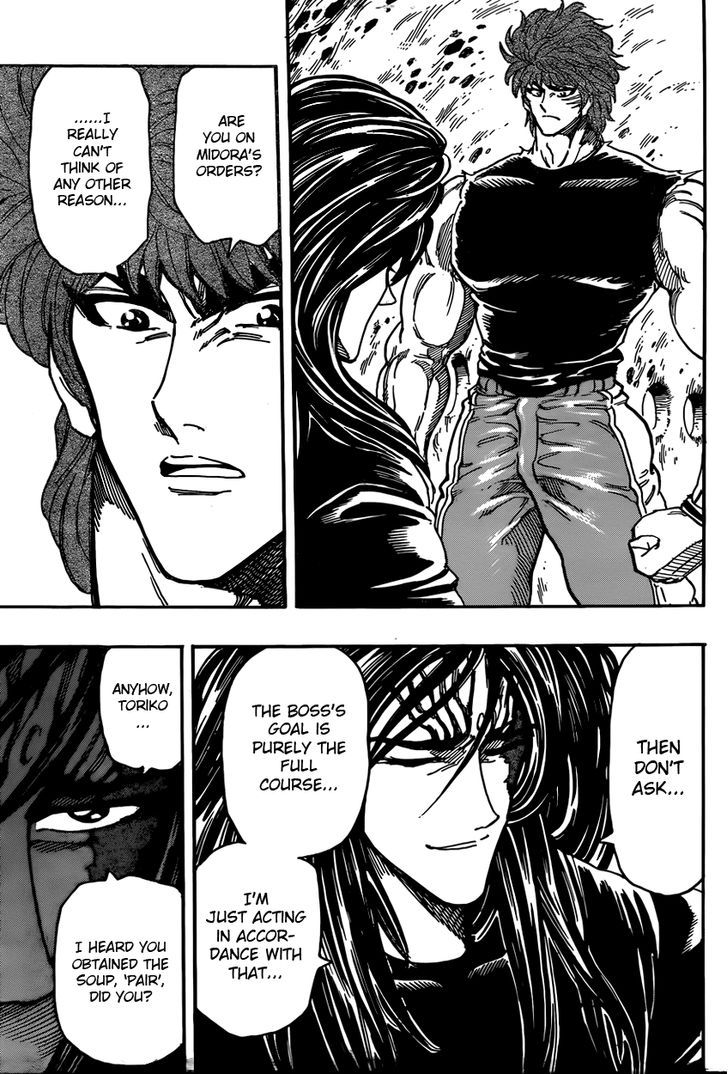 ARE
YOU ON
MIDORA'S
ORDERS?
......I
REALLY
CAN'T
THINK OF
ANY OTHER
REASON...
THEN
DON'T
ASK...
THE BOSS'S
GOAL IS
PURELY THE
FULL
COURSE...
I'M
JUST ACTING
IN ACCOR-
DANCE WITH
THAT...
ANYHOW,
TORIKO
...
I HEARD YOU
OBTAINED THE
SOUP, 'PAIR',
DID YOU?